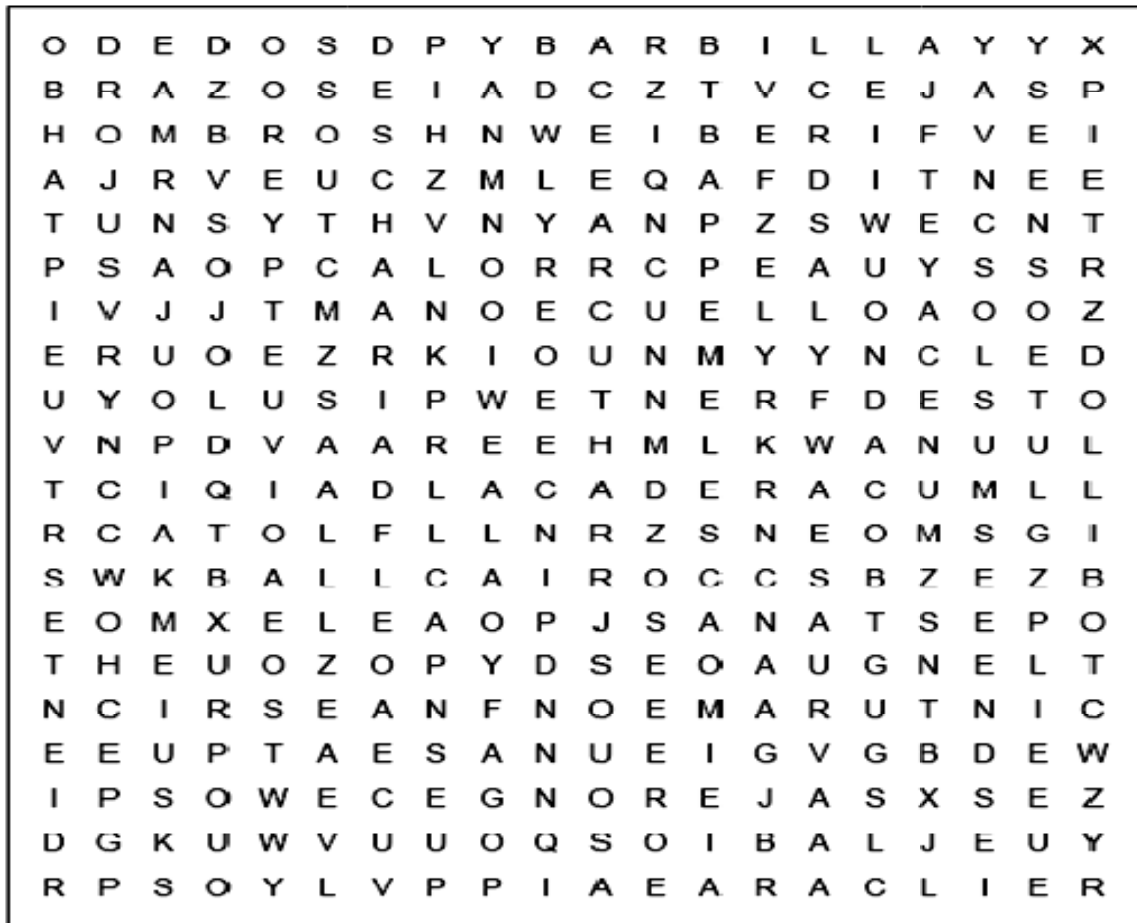 O D E D O S D P Y B A R B I L L A Y Y X
B R A Z O S E I A D C Z T V C E J A S P
H O M B R O S H N W E I B E R I F V E I
A J R V E U C Z M L E Q A F D I T N E E
T U N S Y T H V N Y A N P Z S W E C N T
P S A O P C A L O R R C P E A U Y S S R
I V J J T M A N O E C U E L L O A O O Z
E R U O E Z R K I O U N M Y Y N C L E D
U Y O L U S I P W E T N E R F D E S T O
V N P D V A A R E E H M L K W A N U U L
T C I Q I A D L A C A D E R A C U M L L
R C A T O L F L L N R Z S N E O M S G I
S W K B A L L C A I R O C C S B Z E Z B
E O M X E L E A O P J S A N A T S E P O
T H E U O Z O P Y D S E O A U G N E L T
N C I R S E A N F N O E M A R U T N I C
E E U P T A E S A N U E I G V G B D E W
I P S O W E C E G N O R E J A S X S E Z
D G K U W V U U O Q S O I B A L J E U Y
R P S O Y L V P P I A E A R A C L I E R